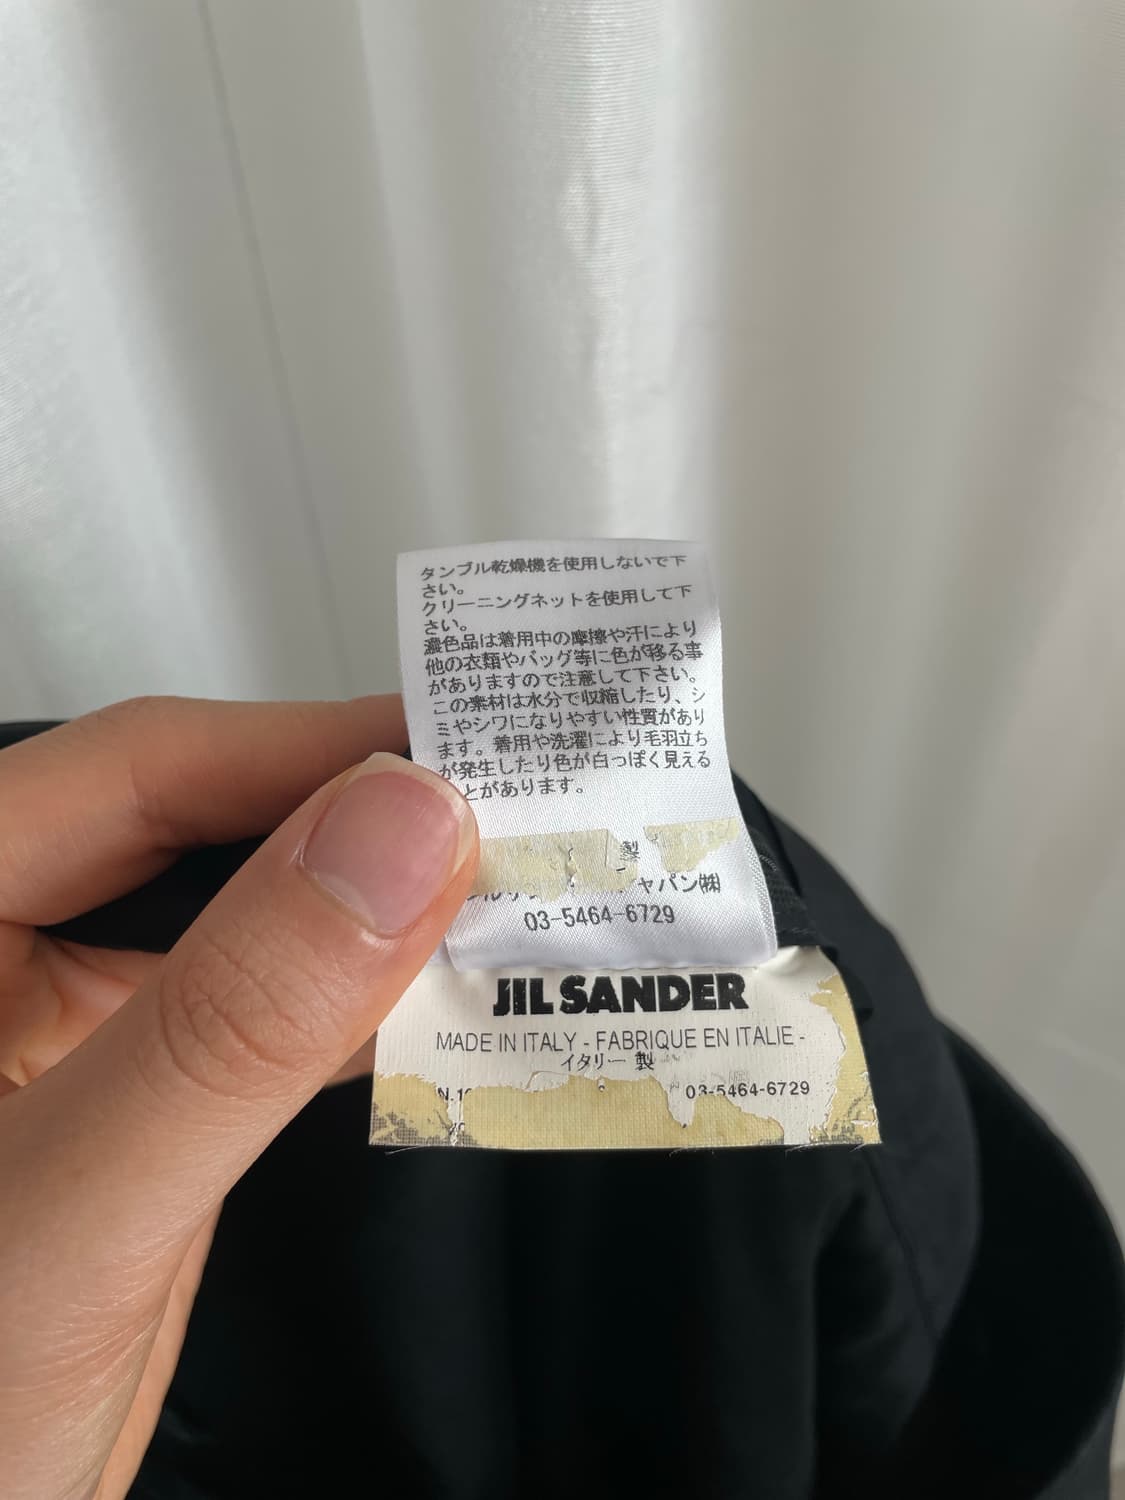 タンブル乾燥機を使用しないで下
さい。
クリーニングネットを使用して下
さい。
濃色品は着用中の摩擦や汗により
他の衣類やバッグ等に色が移る事
がありますので注意して下さい。
この素材は水分で収縮したり、シ
ミやシワになりやすい性質があり
ます。着用や洗濯により毛羽立ち
が発生したり色が白っぽく見える
とがあります。
製
ャパン㈱
03-5464-6729
JIL SANDER
MADE IN ITALY - FABRIQUE EN ITALIE -
イタリー 製
03-5464-6729